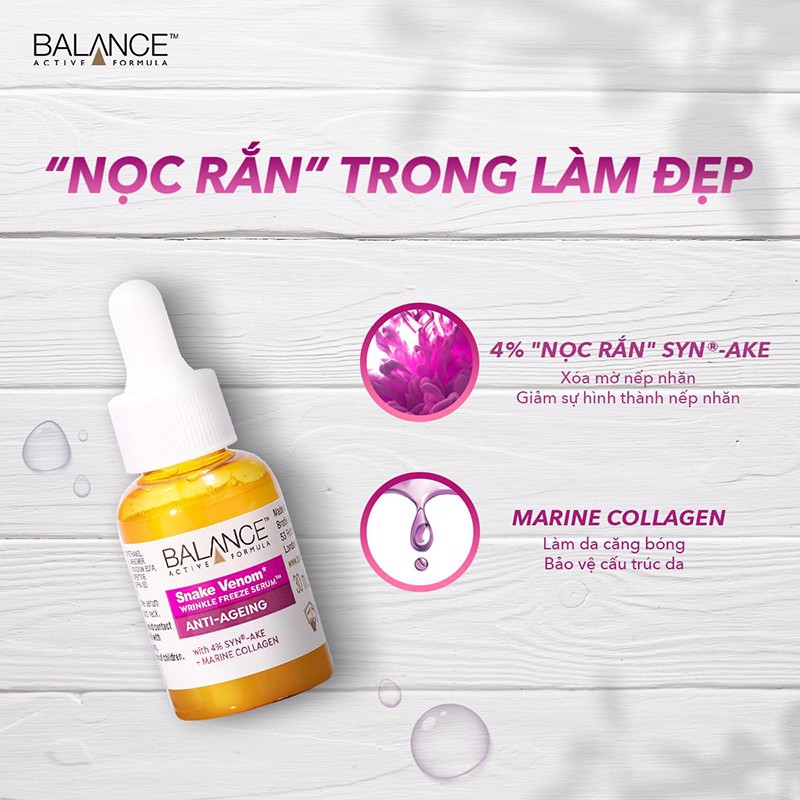 BALANCE™
ACTIVE FORMULA
“NỌC RẮN” TRONG LÀM ĐẸP
4% "NỌC RẮN" SYN®-AKE
Xóa mờ nếp nhăn
Giảm sự hình thành nếp nhăn
MARINE COLLAGEN
Làm da căng bóng
Bảo vệ cấu trúc da
BALANCE™
ACTIVE FORMULA
Snake Venom*
WRINKLE FREEZE SERUM™
ANTI-AGEING
with 4% SYN®-AKE
+ MARINE COLLAGEN
30 m